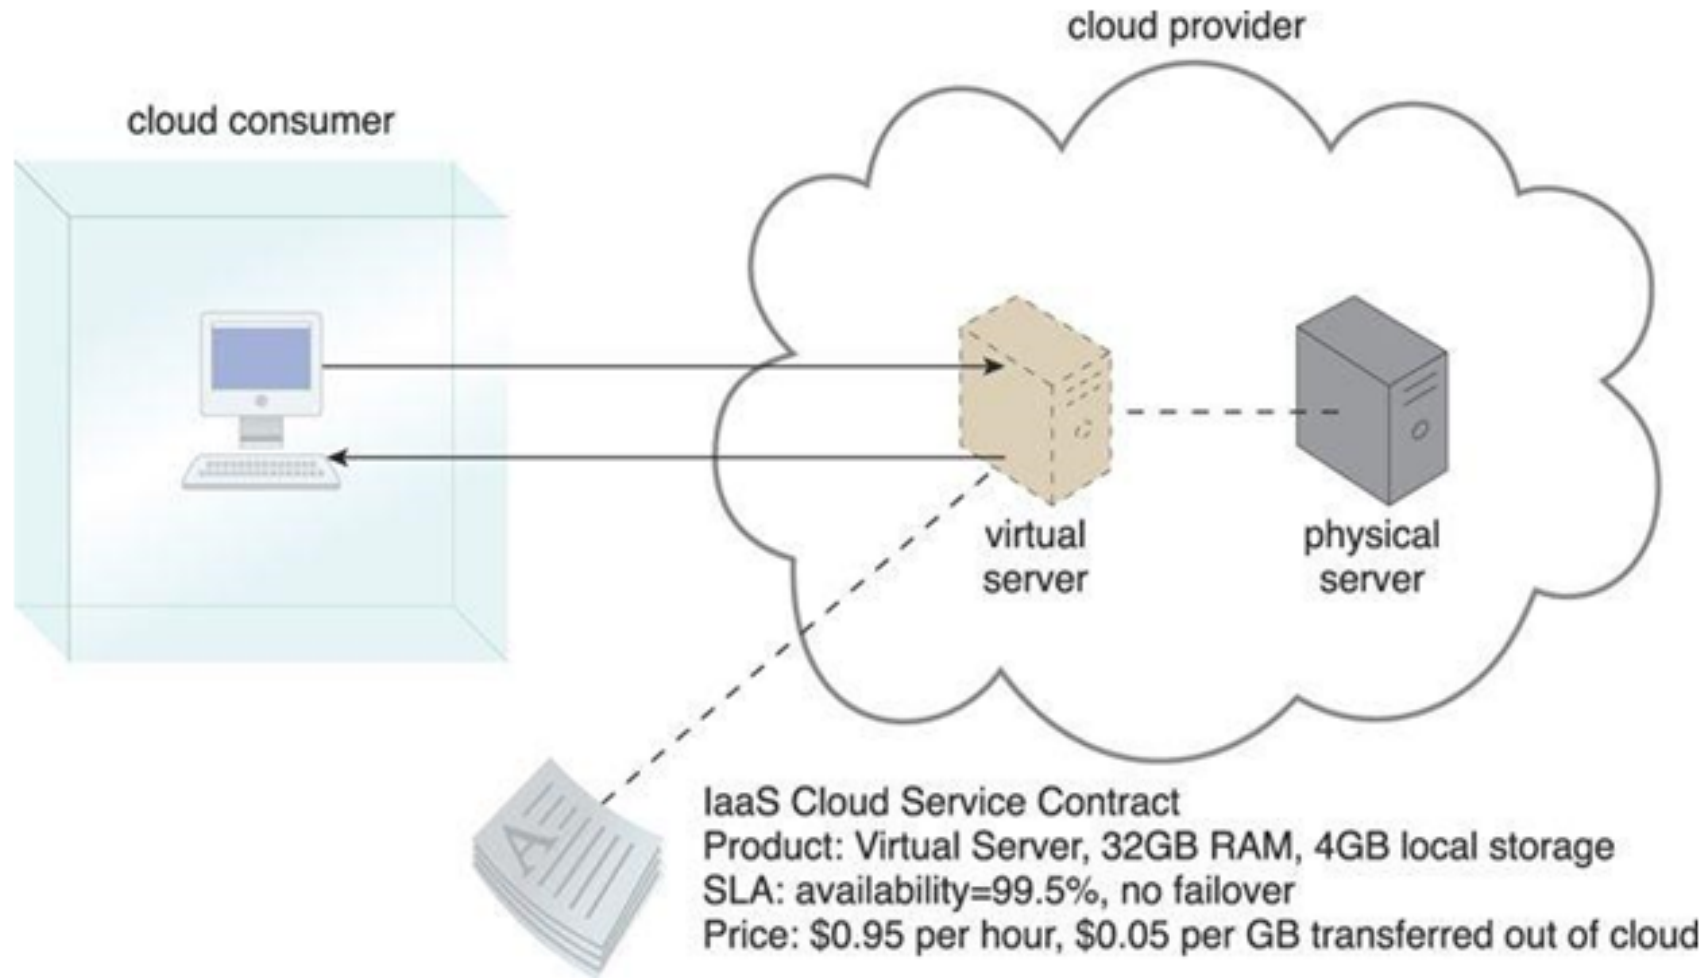 cloud provider
cloud consumer
virtual
server
physical
server
A
IaaS Cloud Service Contract
Product: Virtual Server, 32GB RAM, 4GB local storage
SLA: availability=99.5%, no failover
Price: $0.95 per hour, $0.05 per GB transferred out of cloud